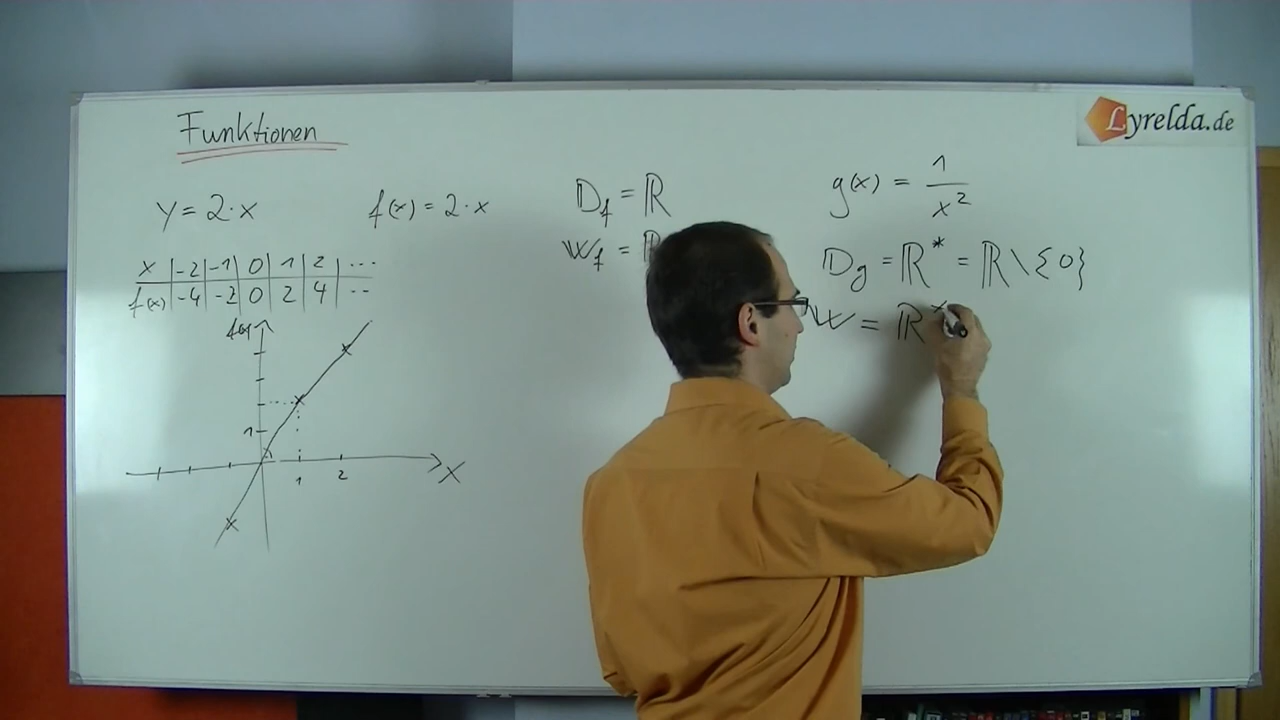 Funktionen
Lyrelda.de
y = 2·x
f(x) = 2·x
x | -2 | -1 | 0 | 1 | 2 | ...
f(x) | -4 | -2 | 0 | 2 | 4 | ..
f(x)
1
1 2
x
D_f = ℝ
W_f =
g(x) = 1/x²
D_g = ℝ* = ℝ \ {0}
W = ℝ*